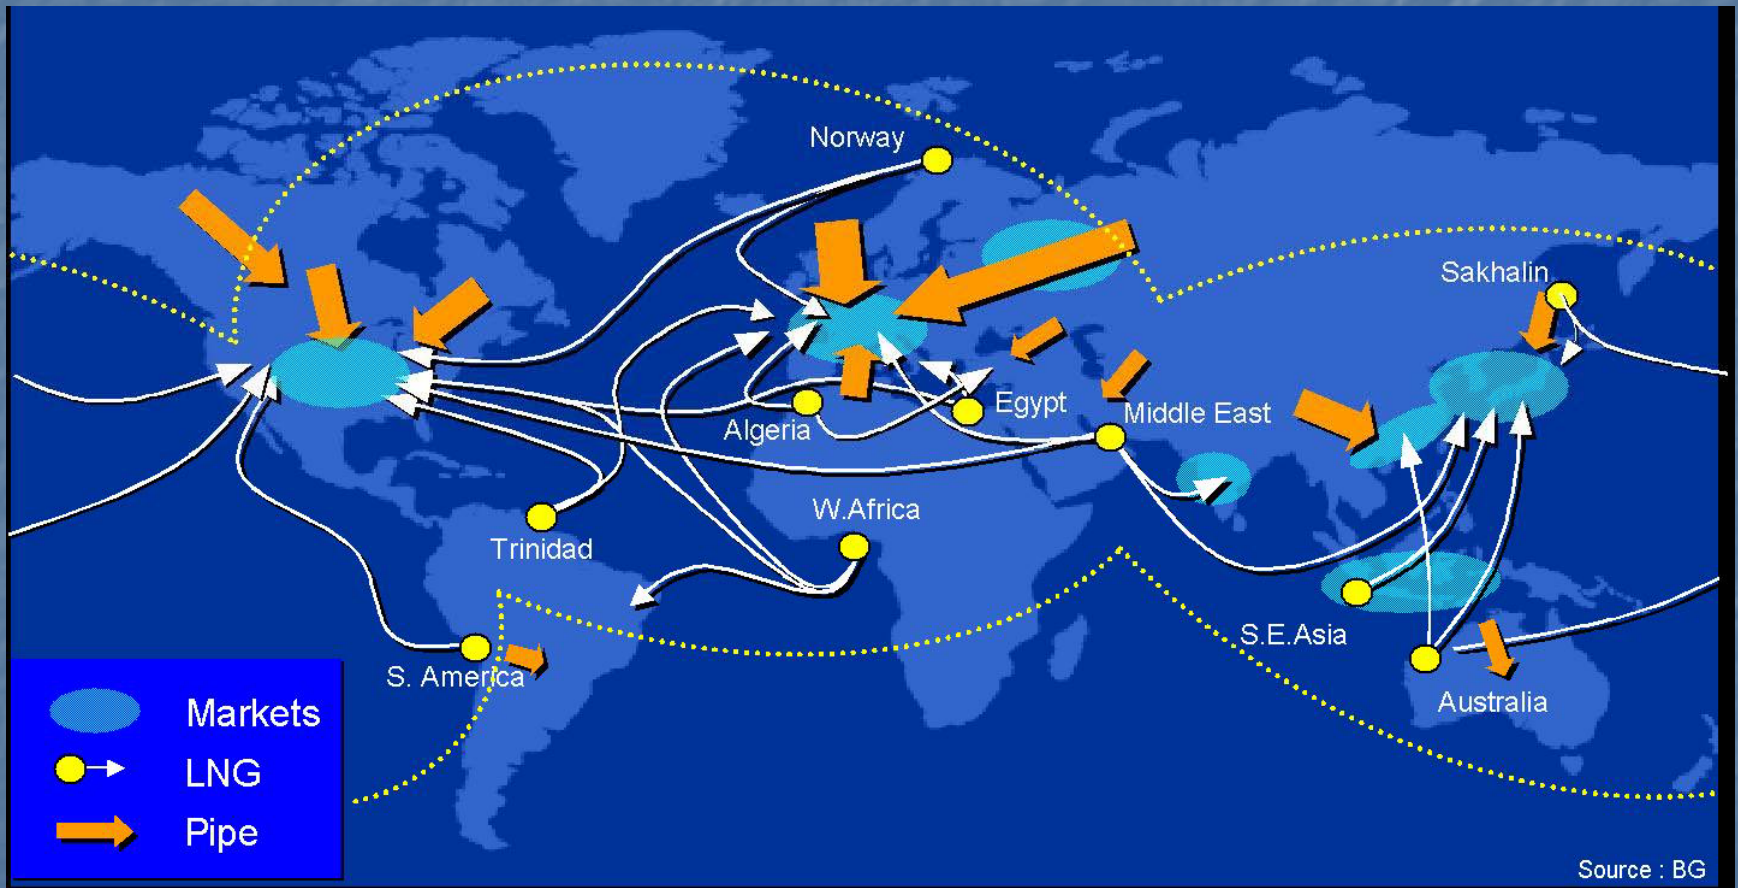 Norway
Sakhalin
Egypt
Middle East
Algeria
W.Africa
Trinidad
S.E.Asia
S. America
Australia
Markets
LNG
Pipe
Source : BG